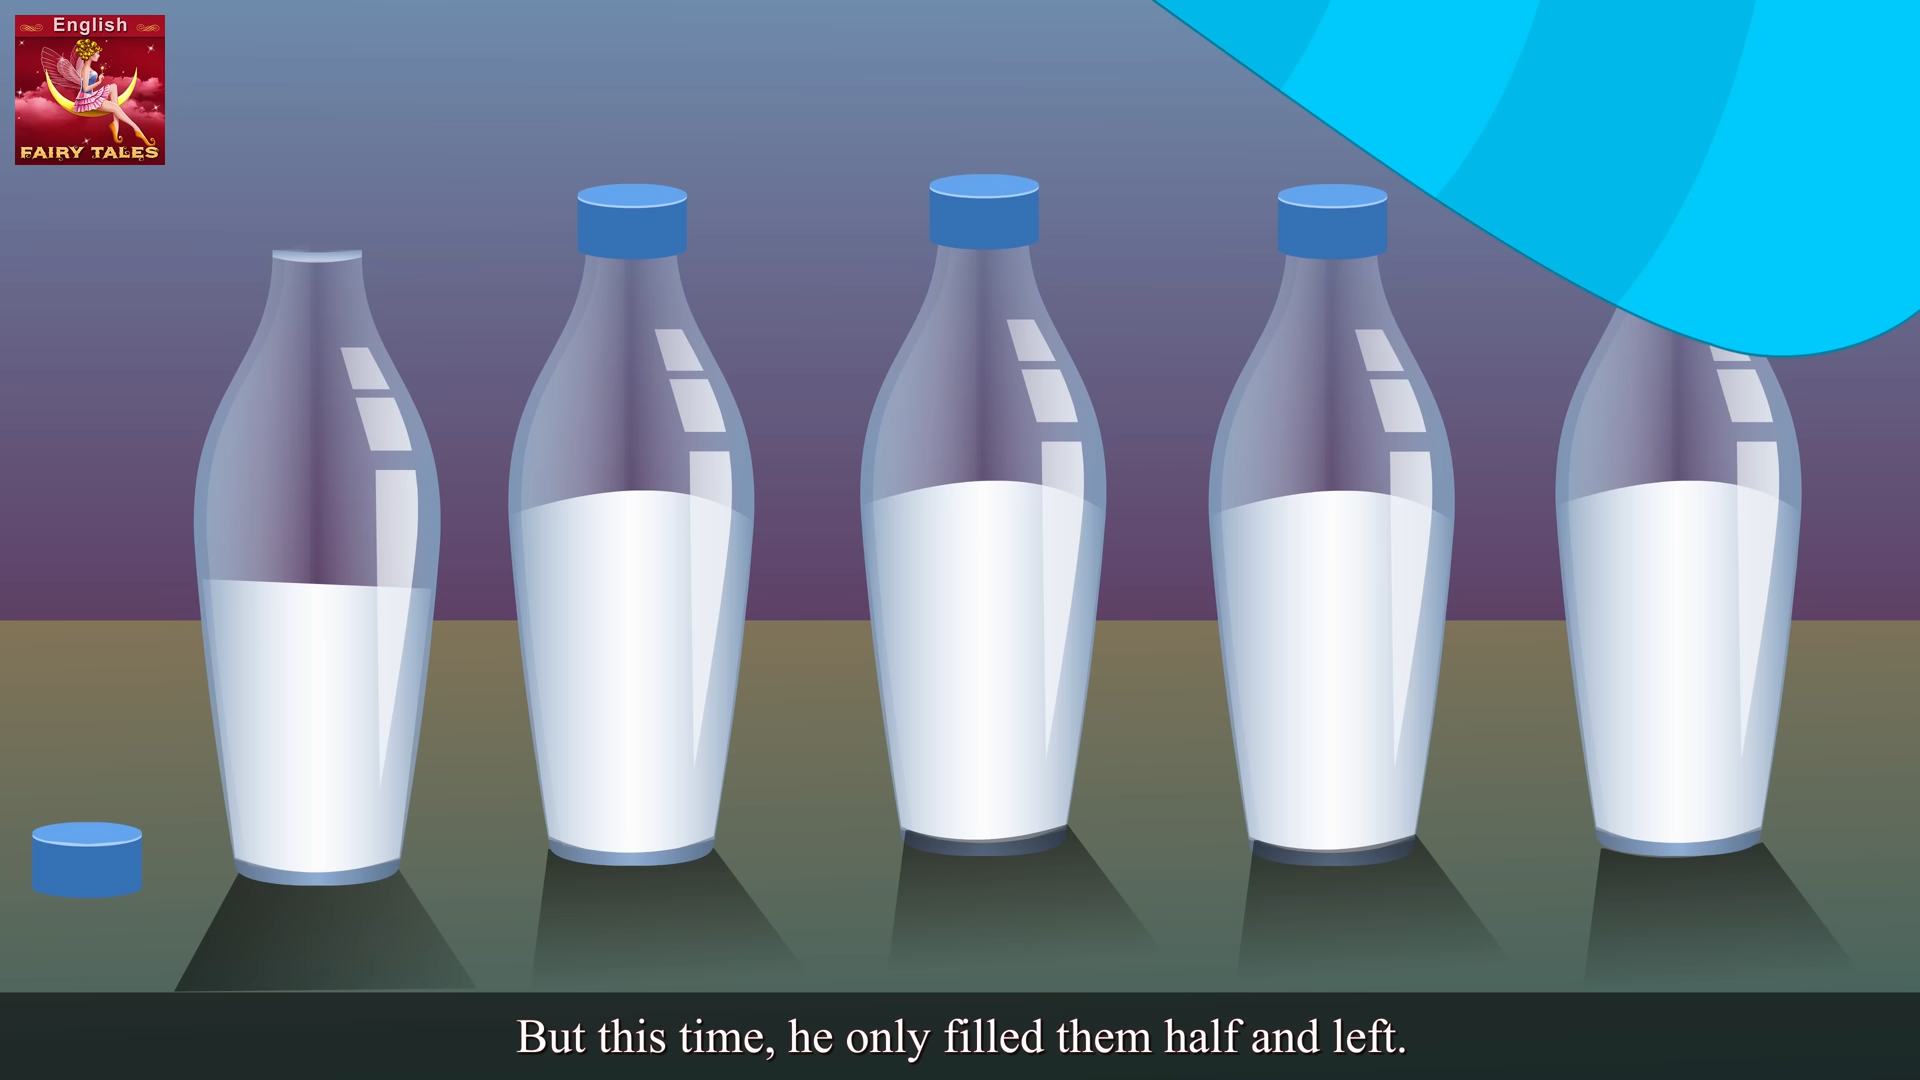 English
FAIRY TALES
But this time, he only filled them half and left.